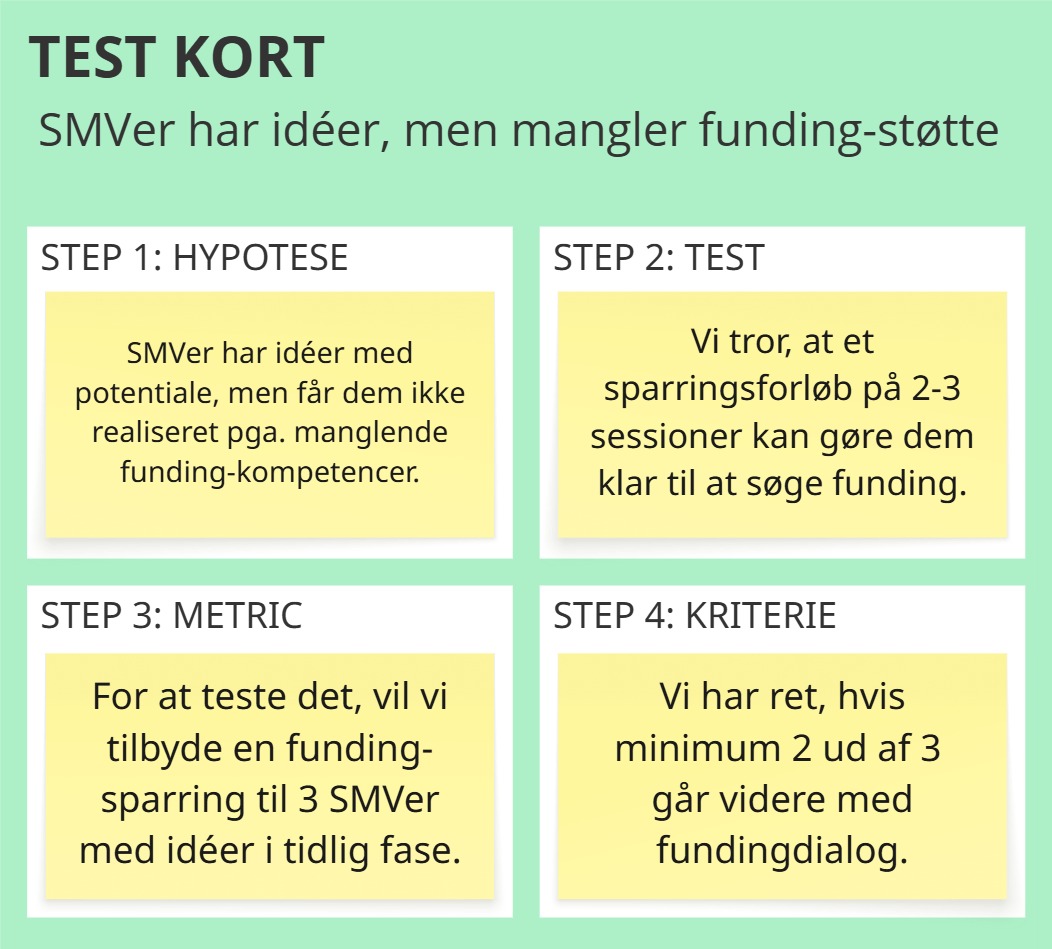 TEST KORT
SMVer har idéer, men mangler funding-støtte
STEP 1: HYPOTESE
SMVer har idéer med
potentiale, men får dem ikke
realiseret pga. manglende
funding-kompetencer.
STEP 2: TEST
Vi tror, at et
sparringsforløb på 2-3
sessioner kan gøre dem
klar til at søge funding.
STEP 3: METRIC
For at teste det, vil vi
tilbyde en funding-
sparring til 3 SMVer
med idéer i tidlig fase.
STEP 4: KRITERIE
Vi har ret, hvis
minimum 2 ud af 3
går videre med
fundingdialog.